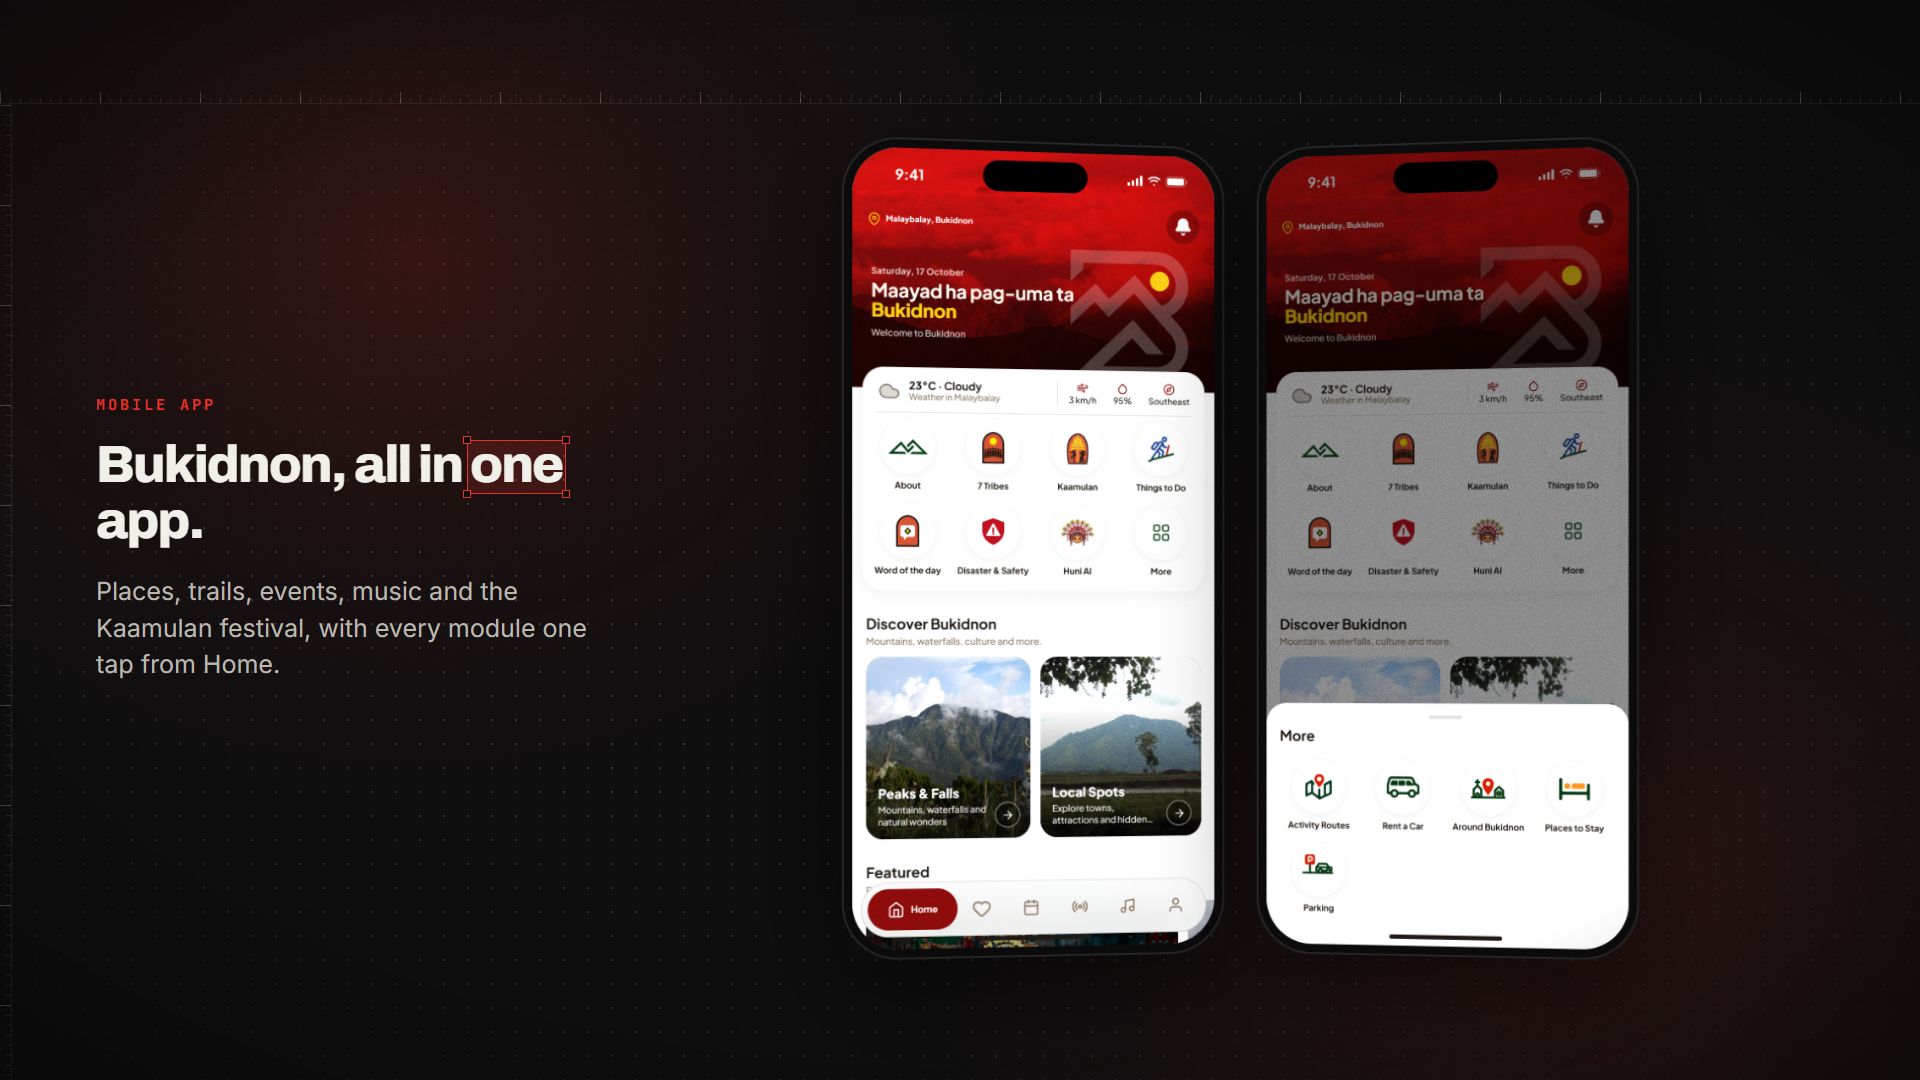 MOBILE APP
Bukidnon, all in one
app.
Places, trails, events, music and the
Kaamulan festival, with every module one
tap from Home.
9:41
Malaybalay, Bukidnon
Saturday, 17 October
Maayad ha pag-uma ta
Bukidnon
Welcome to Bukidnon
23°C · Cloudy
Weather in Malaybalay
3 km/h
95%
Southeast
About
7 Tribes
Kaamulan
Things to Do
Word of the day
Disaster & Safety
Huni AI
More
Discover Bukidnon
Mountains, waterfalls, culture and more.
Peaks & Falls
Mountains, waterfalls and
natural wonders
Local Spots
Explore towns,
attractions and hidden...
Featured
Home
9:41
Malaybalay, Bukidnon
Saturday, 17 October
Maayad ha pag-uma ta
Bukidnon
Welcome to Bukidnon
23°C · Cloudy
Weather in Malaybalay
3 km/h
95%
Southeast
About
7 Tribes
Kaamulan
Things to Do
Word of the day
Disaster & Safety
Huni AI
More
Discover Bukidnon
Mountains, waterfalls, culture and more.
More
Activity Routes
Rent a Car
Around Bukidnon
Places to Stay
P
Parking